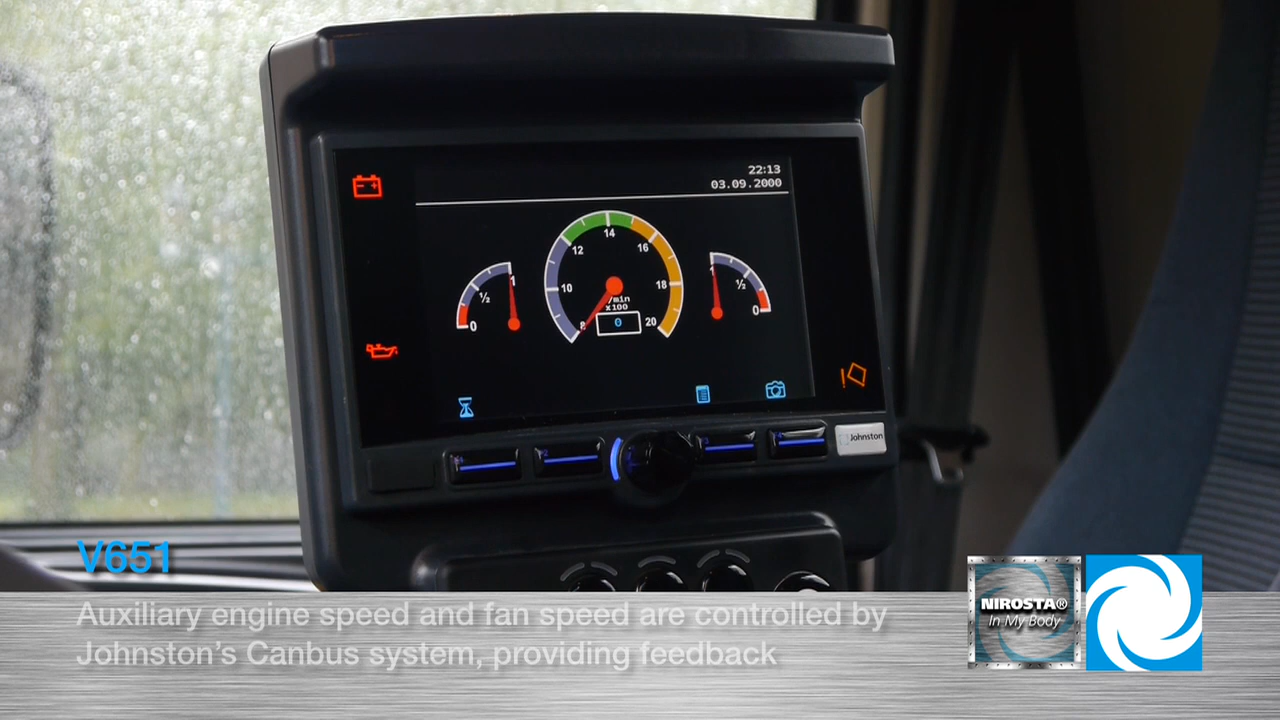 22:13
03.09.2000
14
12
16
10
18
8
20
/min
x100
0
1
½
0
1
½
0
Johnston
V651
Auxiliary engine speed and fan speed are controlled by
Johnston's Canbus system, providing feedback
NIROSTA®
In My Body